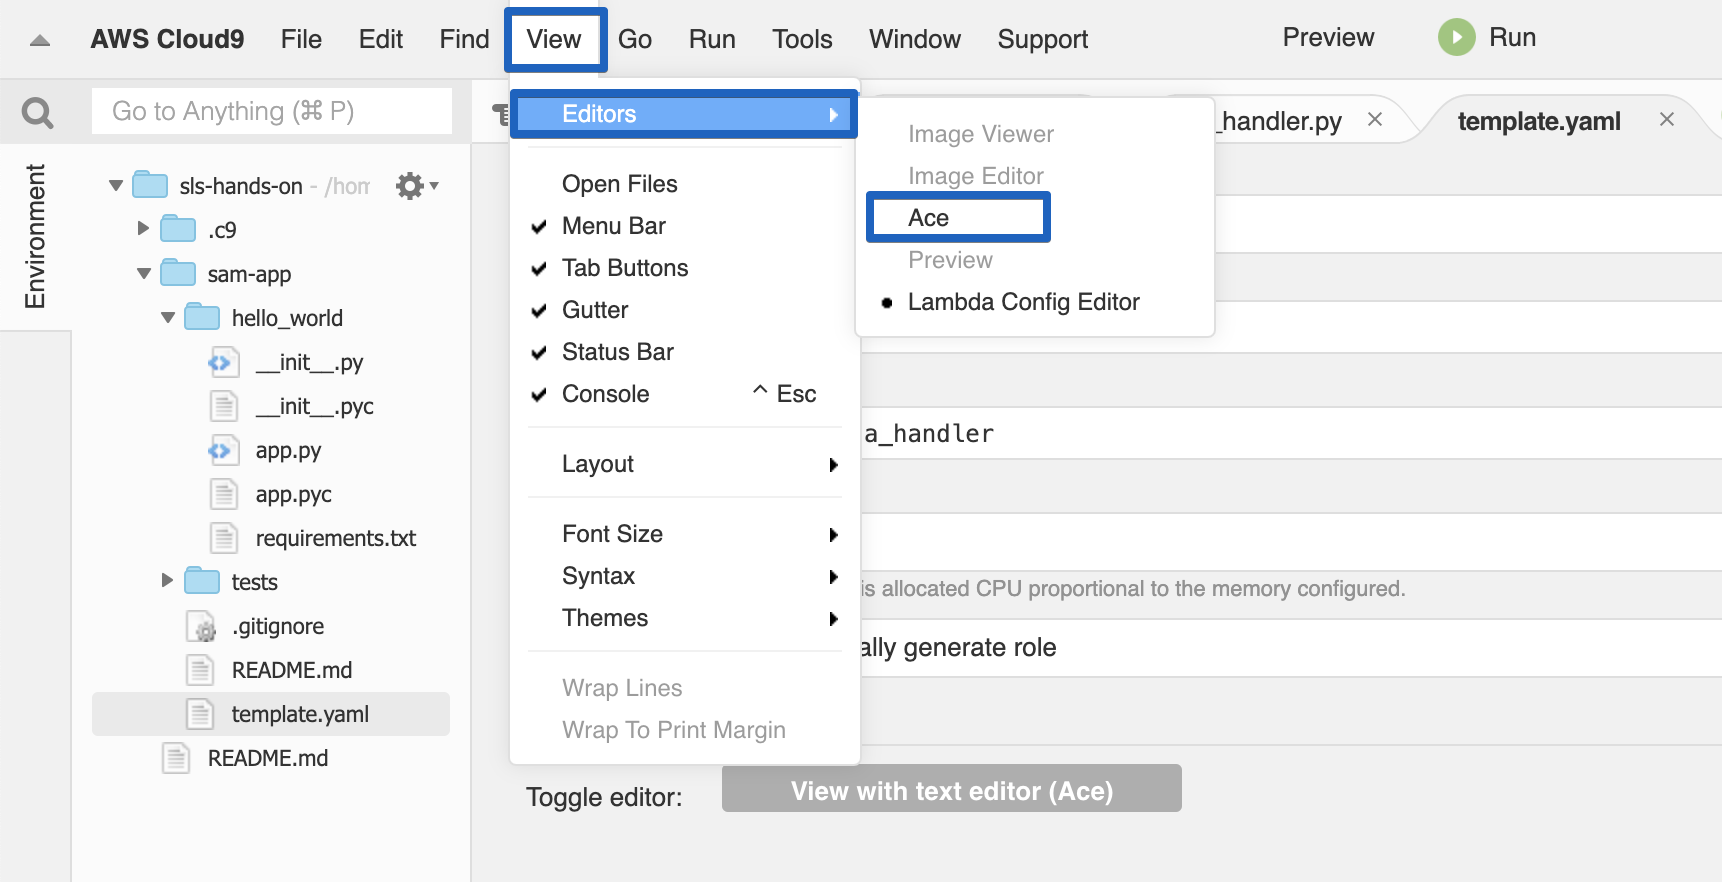 AWS Cloud9 File Edit Find View Go Run Tools Window Support Preview Run
Go to Anything (⌘ P)
_handler.py
template.yaml
Environment
sls-hands-on - /hom
.c9
sam-app
hello_world
__init__.py
__init__.pyc
app.py
app.pyc
requirements.txt
tests
.gitignore
README.md
template.yaml
README.md
Editors
Open Files
Menu Bar
Tab Buttons
Gutter
Status Bar
Console ^ Esc
Layout
Font Size
Syntax
Themes
Wrap Lines
Wrap To Print Margin
Image Viewer
Image Editor
Ace
Preview
Lambda Config Editor
a_handler
is allocated CPU proportional to the memory configured.
ally generate role
Toggle editor: View with text editor (Ace)